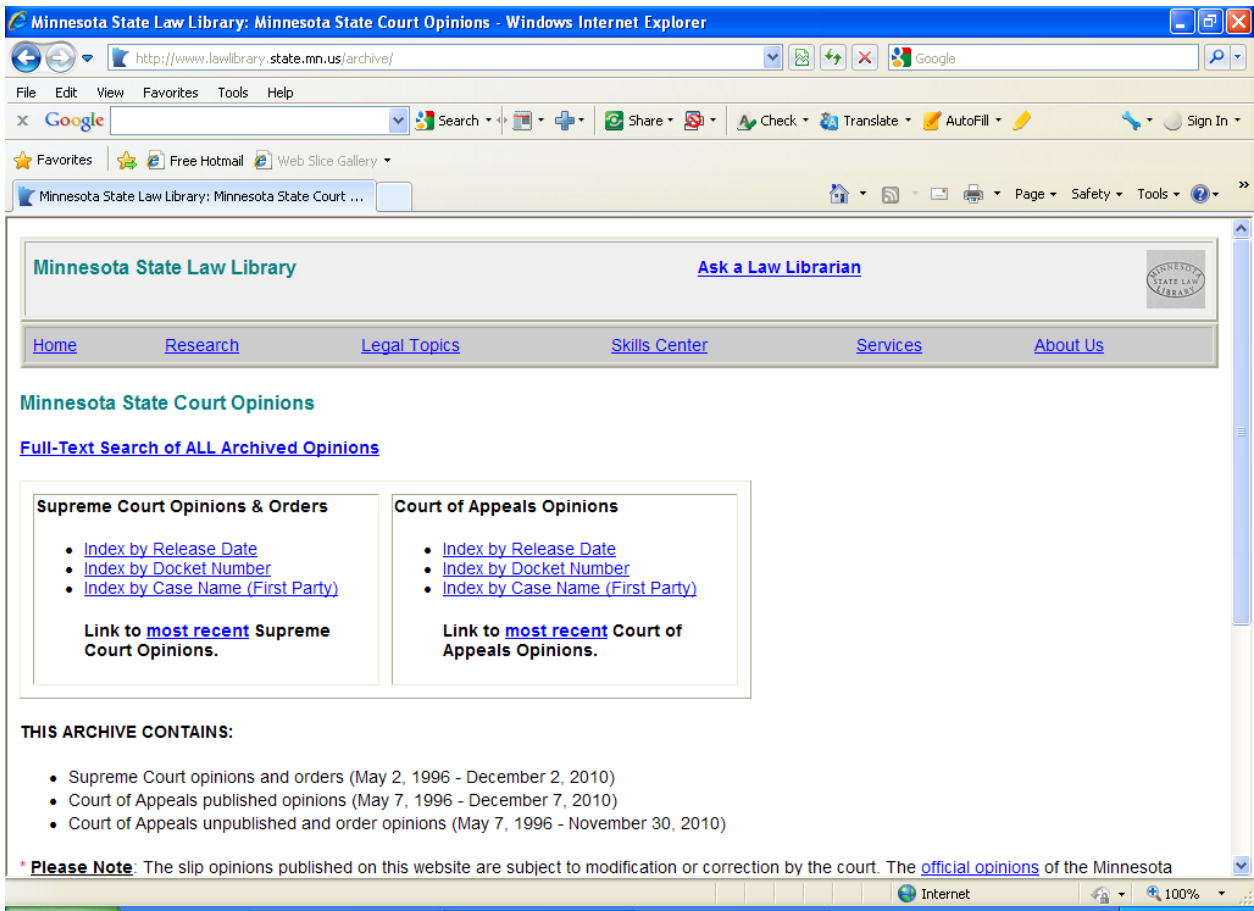 Minnesota State Law Library: Minnesota State Court Opinions - Windows Internet Explorer
http://www.lawlibrary.state.mn.us/archive/
Google
File Edit View Favorites Tools Help
x Google Search Share Check Translate AutoFill Sign In
Favorites Free Hotmail Web Slice Gallery
Minnesota State Law Library: Minnesota State Court ... Page Safety Tools »
Minnesota State Law Library Ask a Law Librarian
MINNESOTA
STATE LAW
LIBRARY
Home Research Legal Topics Skills Center Services About Us
Minnesota State Court Opinions
Full-Text Search of ALL Archived Opinions
Supreme Court Opinions & Orders
• Index by Release Date
• Index by Docket Number
• Index by Case Name (First Party)
Link to most recent Supreme
Court Opinions.
Court of Appeals Opinions
• Index by Release Date
• Index by Docket Number
• Index by Case Name (First Party)
Link to most recent Court of
Appeals Opinions.
THIS ARCHIVE CONTAINS:
• Supreme Court opinions and orders (May 2, 1996 - December 2, 2010)
• Court of Appeals published opinions (May 7, 1996 - December 7, 2010)
• Court of Appeals unpublished and order opinions (May 7, 1996 - November 30, 2010)
* Please Note: The slip opinions published on this website are subject to modification or correction by the court. The official opinions of the Minnesota
Internet 100%